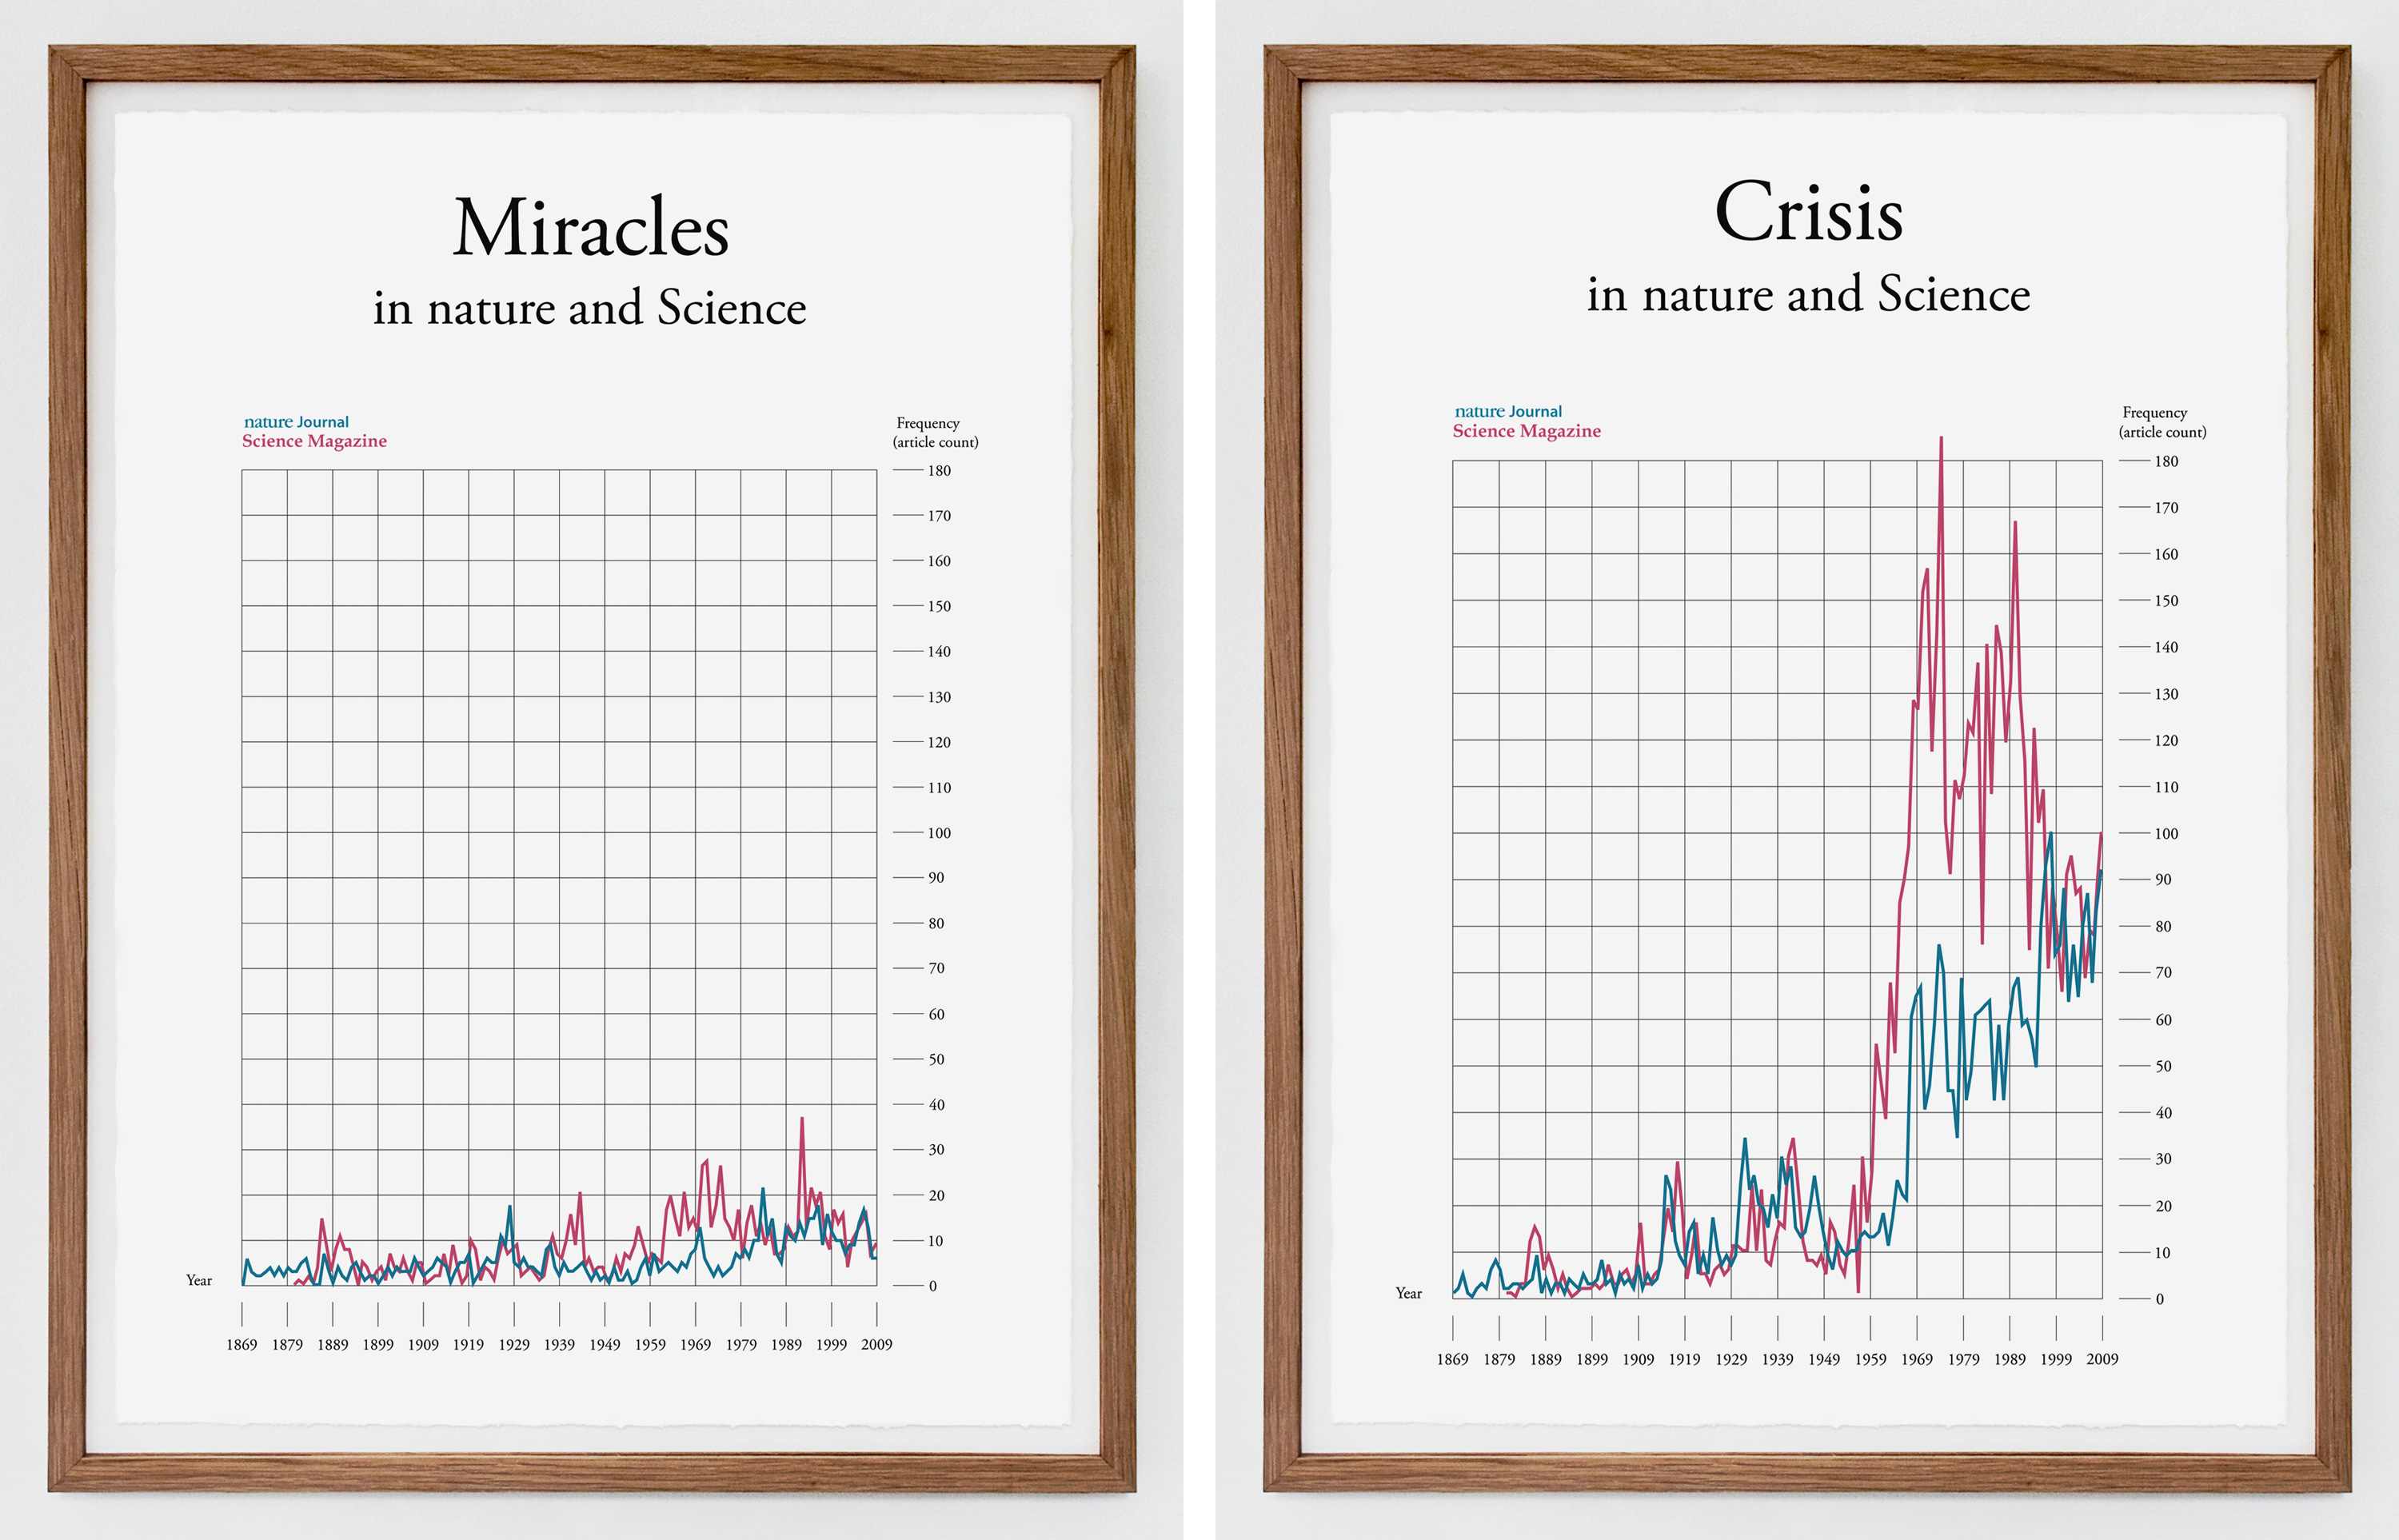 Miracles
in nature and Science
nature Journal
Science Magazine
Frequency
(article count)
180
170
160
150
140
130
120
110
100
90
80
70
60
50
40
30
20
10
0
Year
1869 1879 1889 1899 1909 1919 1929 1939 1949 1959 1969 1979 1989 1999 2009
Crisis
in nature and Science
nature Journal
Science Magazine
Frequency
(article count)
180
170
160
150
140
130
120
110
100
90
80
70
60
50
40
30
20
10
0
Year
1869 1879 1889 1899 1909 1919 1929 1939 1949 1959 1969 1979 1989 1999 2009